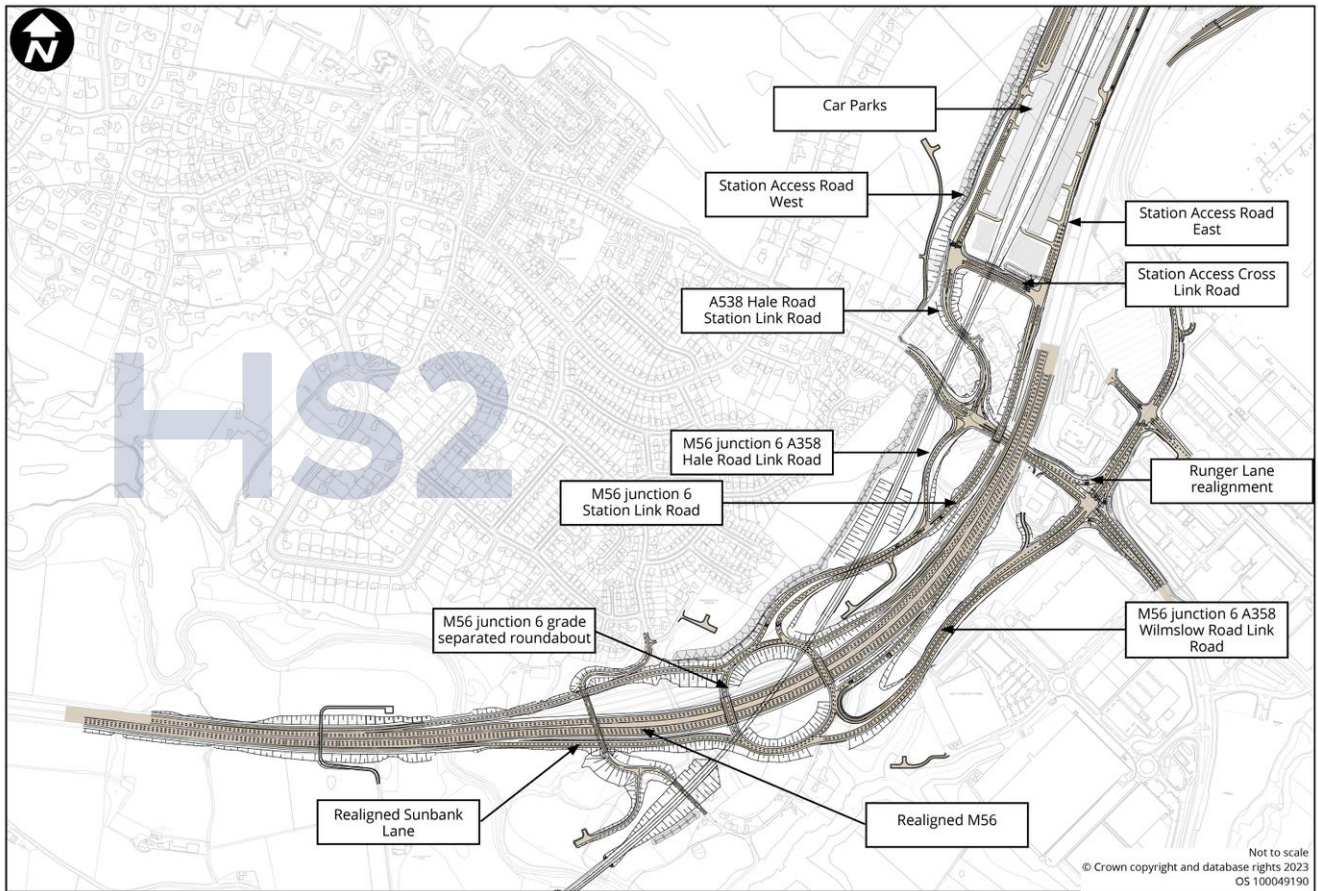 N
Car Parks
Station Access Road
West
Station Access Road
East
Station Access Cross
Link Road
A538 Hale Road
Station Link Road
HS2
M56 junction 6 A358
Hale Road Link Road
Runger Lane
realignment
M56 junction 6
Station Link Road
M56 junction 6 grade
separated roundabout
M56 junction 6 A358
Wilmslow Road Link
Road
Realigned Sunbank
Lane
Realigned M56
Not to scale
© Crown copyright and database rights 2023
OS 100049190